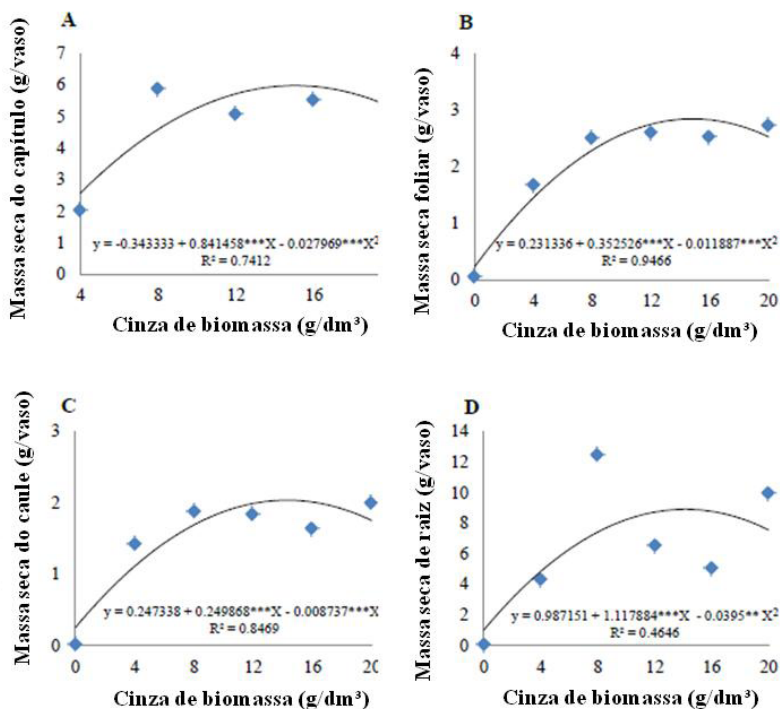 A
Massa seca do capítulo (g/vaso)
7
6
5
4
3
2
1
0
y = -0.343333 + 0.841458***X - 0.027969***X²
R² = 0.7412
4 8 12 16
Cinza de biomassa (g/dm³)
B
Massa seca foliar (g/vaso)
4
3
2
1
0
y = 0.231336 + 0.352526***X - 0.011887***X²
R² = 0.9466
0 4 8 12 16 20
Cinza de biomassa (g/dm³)
C
Massa seca do caule (g/vaso)
3
2
1
0
y = 0.247338 + 0.249868***X - 0.008737***X
R² = 0.8469
0 4 8 12 16 20
Cinza de biomassa (g/dm³)
D
Massa seca de raiz (g/vaso)
14
12
10
8
6
4
2
0
y = 0.987151 + 1.117884***X - 0.0395** X²
R² = 0.4646
0 4 8 12 16 20
Cinza de biomassa (g/dm³)